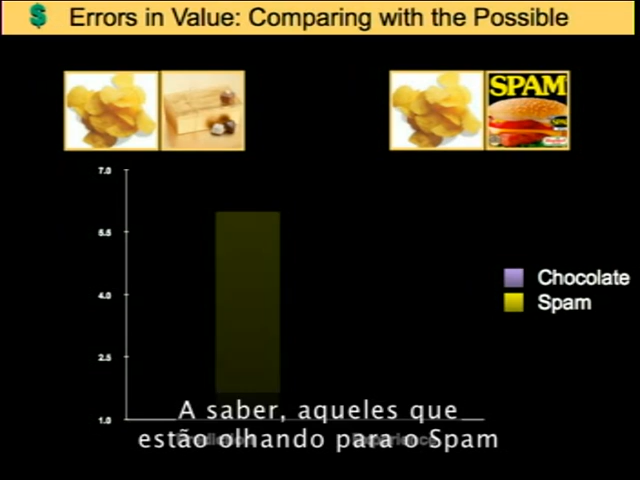 $ Errors in Value: Comparing with the Possible
SPAM
7.0
5.5
4.0
2.5
1.0
Chocolate
Spam
A saber, aqueles que
estão olhando para o Spam